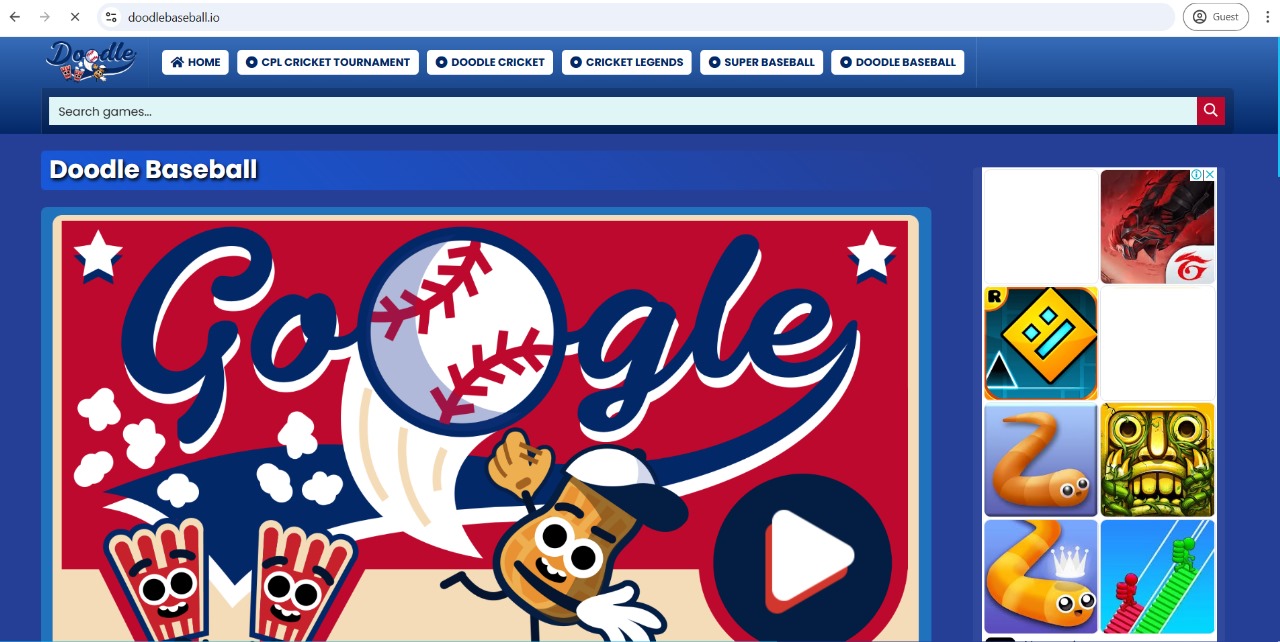 doodlebaseball.io
Guest
Doodle
HOME
CPL CRICKET TOURNAMENT
DOODLE CRICKET
CRICKET LEGENDS
SUPER BASEBALL
DOODLE BASEBALL
Search games...
Doodle Baseball
Google
R